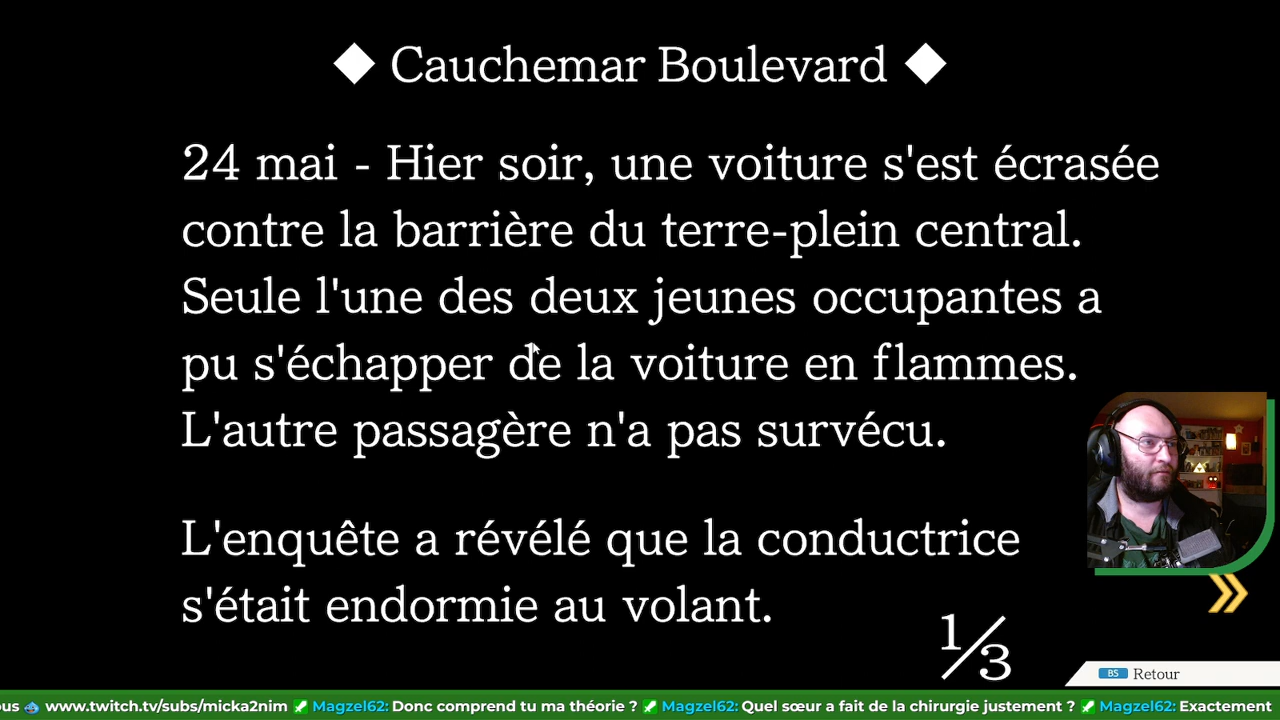 ◆ Cauchemar Boulevard ◆
24 mai - Hier soir, une voiture s'est écrasée
contre la barrière du terre-plein central.
Seule l'une des deux jeunes occupantes a
pu s'échapper de la voiture en flammes.
L'autre passagère n'a pas survécu.
L'enquête a révélé que la conductrice
s'était endormie au volant.
1/3
BS Retour
ous www.twitch.tv/subs/micka2nim Magzel62: Donc comprend tu ma théorie ? Magzel62: Quel sœur a fait de la chirurgie justement ? Magzel62: Exactement